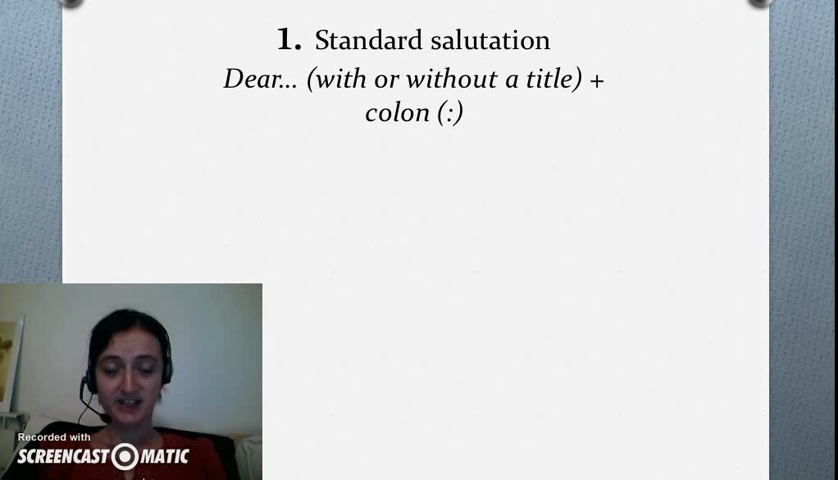 1. Standard salutation
Dear... (with or without a title) +
colon (:)
Recorded with
SCREENCAST O MATIC